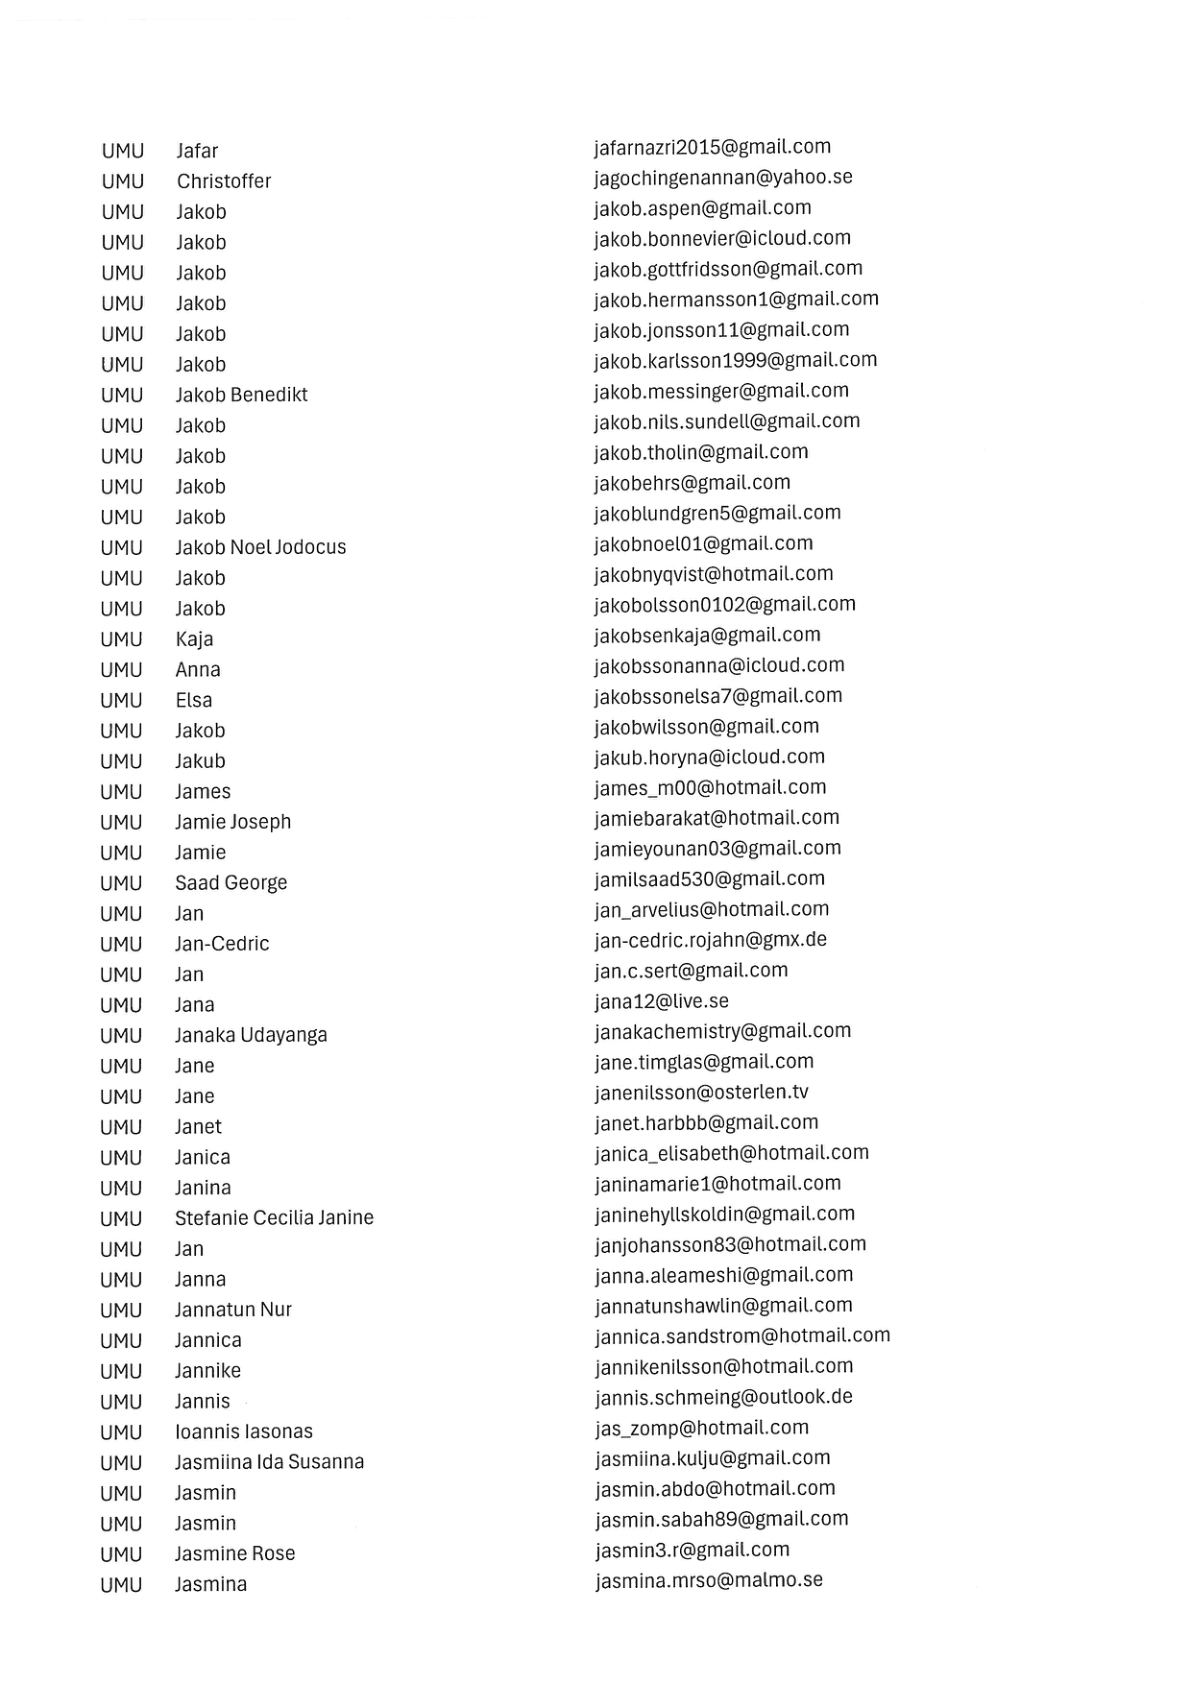 UMU Jafar jafarnazri2015@gmail.com
UMU Christoffer jagochingenannan@yahoo.se
UMU Jakob jakob.aspen@gmail.com
UMU Jakob jakob.bonnevier@icloud.com
UMU Jakob jakob.gottfridsson@gmail.com
UMU Jakob jakob.hermansson1@gmail.com
UMU Jakob jakob.jonsson11@gmail.com
UMU Jakob jakob.karlsson1999@gmail.com
UMU Jakob Benedikt jakob.messinger@gmail.com
UMU Jakob jakob.nils.sundell@gmail.com
UMU Jakob jakob.tholin@gmail.com
UMU Jakob jakobehrs@gmail.com
UMU Jakob jakoblundgren5@gmail.com
UMU Jakob Noel Jodocus jakobnoel01@gmail.com
UMU Jakob jakobnyqvist@hotmail.com
UMU Jakob jakobolsson0102@gmail.com
UMU Kaja jakobsenkaja@gmail.com
UMU Anna jakobssonanna@icloud.com
UMU Elsa jakobssonelsa7@gmail.com
UMU Jakob jakobwilsson@gmail.com
UMU Jakub jakub.horyna@icloud.com
UMU James james_m00@hotmail.com
UMU Jamie Joseph jamiebarakat@hotmail.com
UMU Jamie jamieyounan03@gmail.com
UMU Saad George jamilsaad530@gmail.com
UMU Jan jan_arvelius@hotmail.com
UMU Jan-Cedric jan-cedric.rojahn@gmx.de
UMU Jan jan.c.sert@gmail.com
UMU Jana jana12@live.se
UMU Janaka Udayanga janakachemistry@gmail.com
UMU Jane jane.timglas@gmail.com
UMU Jane janenilsson@osterlen.tv
UMU Janet janet.harbbb@gmail.com
UMU Janica janica_elisabeth@hotmail.com
UMU Janina janinamarie1@hotmail.com
UMU Stefanie Cecilia Janine janinehyllskoldin@gmail.com
UMU Jan janjohansson83@hotmail.com
UMU Janna janna.aleameshi@gmail.com
UMU Jannatun Nur jannatunshawlin@gmail.com
UMU Jannica jannica.sandstrom@hotmail.com
UMU Jannike jannikenilsson@hotmail.com
UMU Jannis jannis.schmeing@outlook.de
UMU Ioannis Iasonas jas_zomp@hotmail.com
UMU Jasmiina Ida Susanna jasmiina.kulju@gmail.com
UMU Jasmin jasmin.abdo@hotmail.com
UMU Jasmin jasmin.sabah89@gmail.com
UMU Jasmine Rose jasmin3.r@gmail.com
UMU Jasmina jasmina.mrso@malmo.se